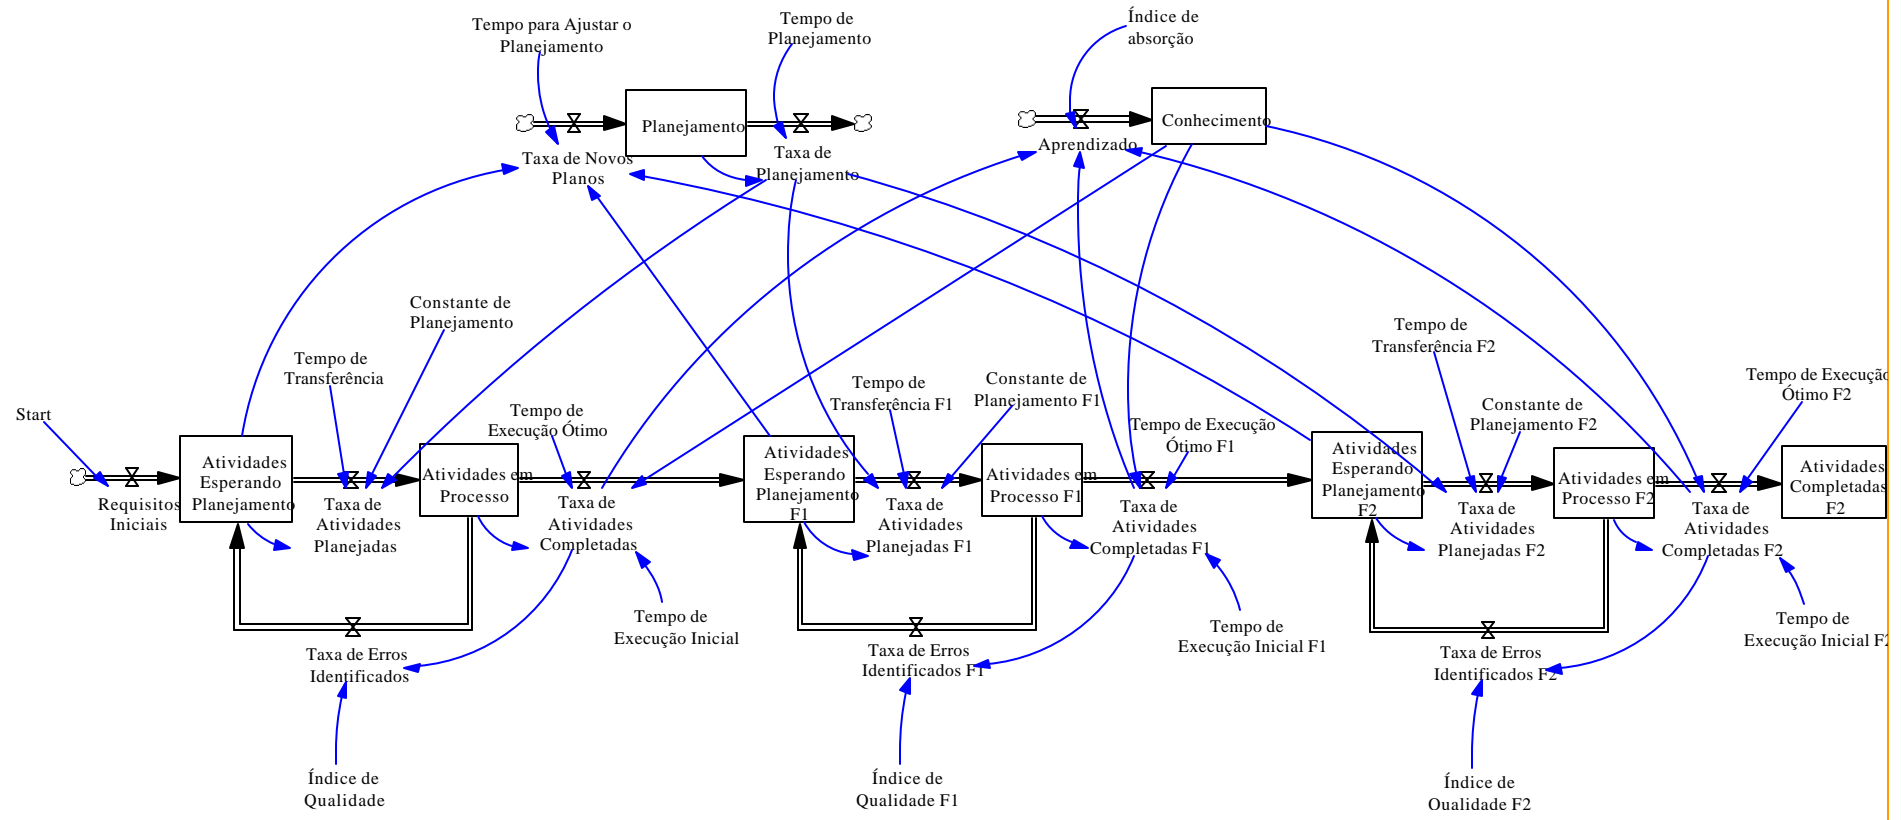 Tempo para Ajustar o
Planejamento
Tempo de
Planejamento
Índice de
absorção
Planejamento
Conhecimento
Taxa de Novos
Planos
Taxa de
Planejamento
Aprendizado
Constante de
Planejamento
Tempo de
Transferência
Start
Tempo de
Execução Ótimo
Tempo de
Transferência F1
Constante de
Planejamento F1
Tempo de Execução
Ótimo F1
Tempo de
Transferência F2
Constante de
Planejamento F2
Tempo de Execução
Ótimo F2
Requisitos
Iniciais
Atividades
Esperando
Planejamento
Taxa de
Atividades
Planejadas
Atividades em
Processo
Taxa de
Atividades
Completadas
Atividades
Esperando
Planejamento
F1
Taxa de
Atividades
Planejadas F1
Atividades em
Processo F1
Taxa de
Atividades
Completadas F1
Atividades
Esperando
Planejamento
F2
Taxa de
Atividades
Planejadas F2
Atividades em
Processo F2
Taxa de
Atividades
Completadas F2
Atividades
Completadas
F2
Taxa de Erros
Identificados
Tempo de
Execução Inicial
Taxa de Erros
Identificados F1
Tempo de
Execução Inicial F1
Taxa de Erros
Identificados F2
Tempo de
Execução Inicial F2
Índice de
Qualidade
Índice de
Qualidade F1
Índice de
Qualidade F2